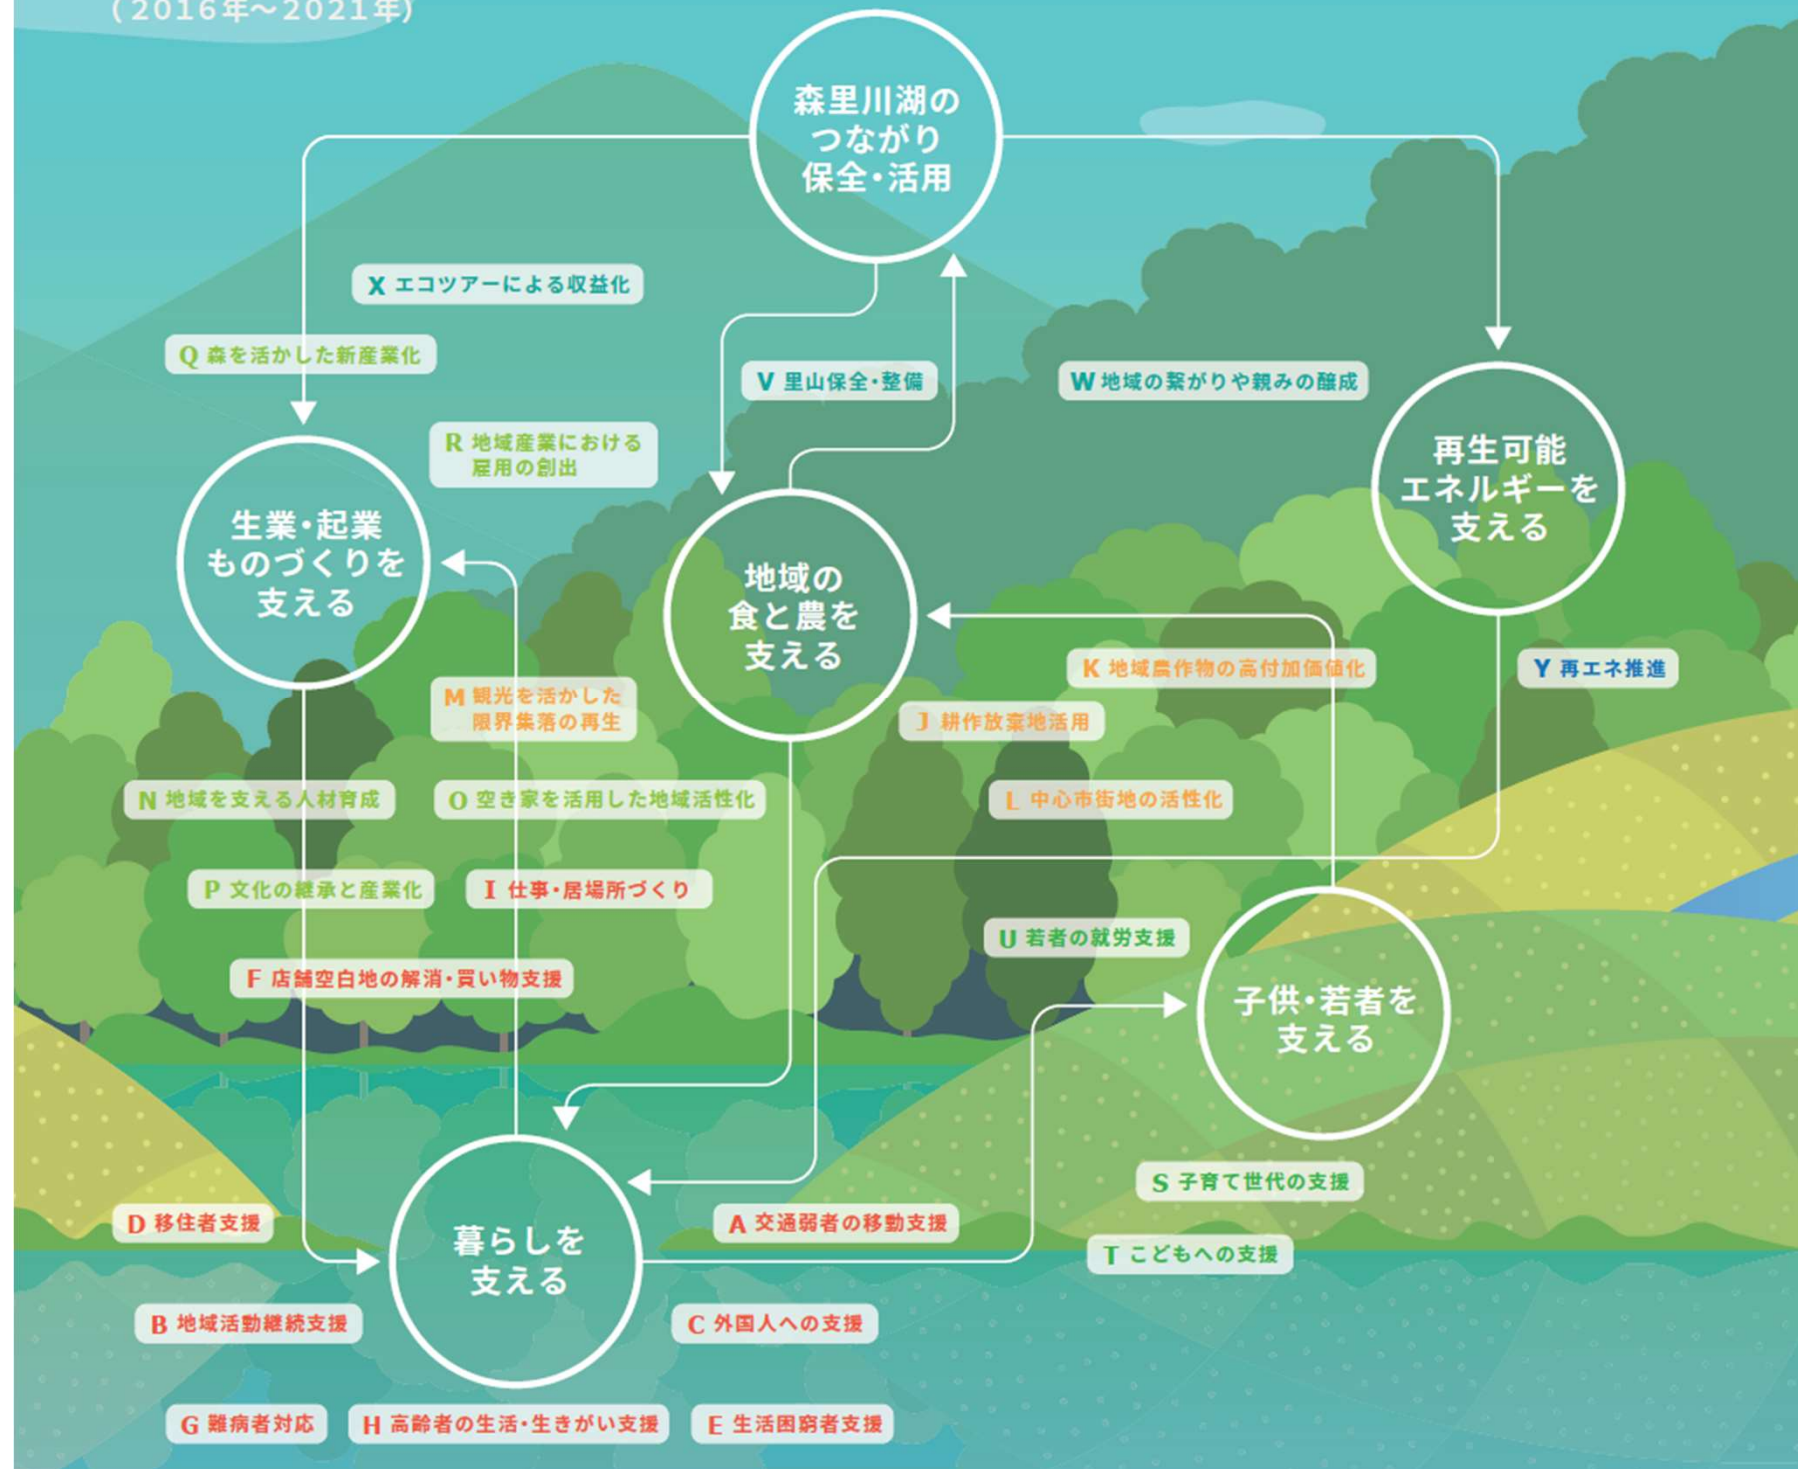 (2016年〜2021年)
森里川湖の
つながり
保全・活用
X エコツアーによる収益化
Q 森を活かした新産業化
V 里山保全・整備
W 地域の繋がりや親みの醸成
R 地域産業における
雇用の創出
再生可能
エネルギーを
支える
生業・起業
ものづくりを
支える
地域の
食と農を
支える
K 地域農作物の高付加価値化
Y 再エネ推進
M 観光を活かした
限界集落の再生
J 耕作放棄地活用
N 地域を支える人材育成
O 空き家を活用した地域活性化
L 中心市街地の活性化
P 文化の継承と産業化
I 仕事・居場所づくり
U 若者の就労支援
F 店舗空白地の解消・買い物支援
子供・若者を
支える
S 子育て世代の支援
D 移住者支援
A 交通弱者の移動支援
T こどもへの支援
暮らしを
支える
B 地域活動継続支援
C 外国人への支援
G 難病者対応
H 高齢者の生活・生きがい支援
E 生活困窮者支援